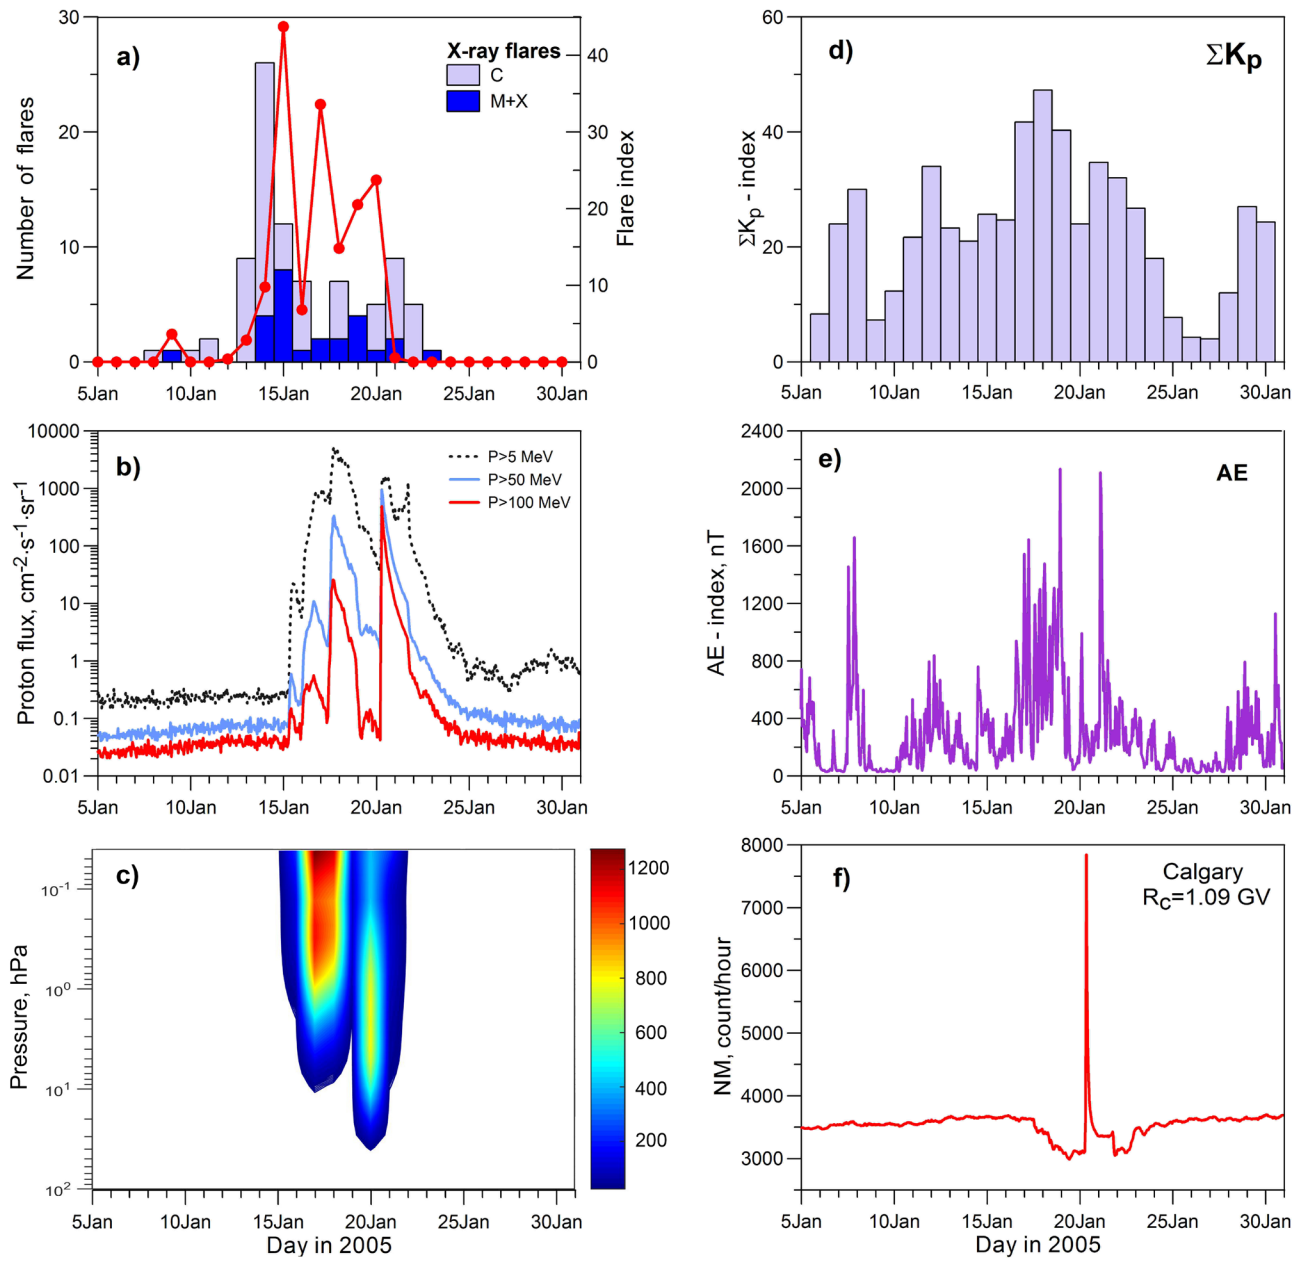 a)
X-ray flares
C
M+X
Number of flares
Flare index
30
20
10
0
40
30
20
10
0
5Jan 10Jan 15Jan 20Jan 25Jan 30Jan
d)
ΣKp
ΣKp - index
60
40
20
0
5Jan 10Jan 15Jan 20Jan 25Jan 30Jan
b)
P>5 MeV
P>50 MeV
P>100 MeV
Proton flux, cm-2·s-1·sr1
10000
1000
100
10
1
0.1
0.01
5Jan 10Jan 15Jan 20Jan 25Jan 30Jan
e)
AE
AE - index, nT
2400
2000
1600
1200
800
400
0
5Jan 10Jan 15Jan 20Jan 25Jan 30Jan
c)
Pressure, hPa
10-1
100
101
102
1200
1000
800
600
400
200
5Jan 10Jan 15Jan 20Jan 25Jan 30Jan
Day in 2005
f)
Calgary
RC=1.09 GV
NM, count/hour
8000
7000
6000
5000
4000
3000
5Jan 10Jan 15Jan 20Jan 25Jan 30Jan
Day in 2005